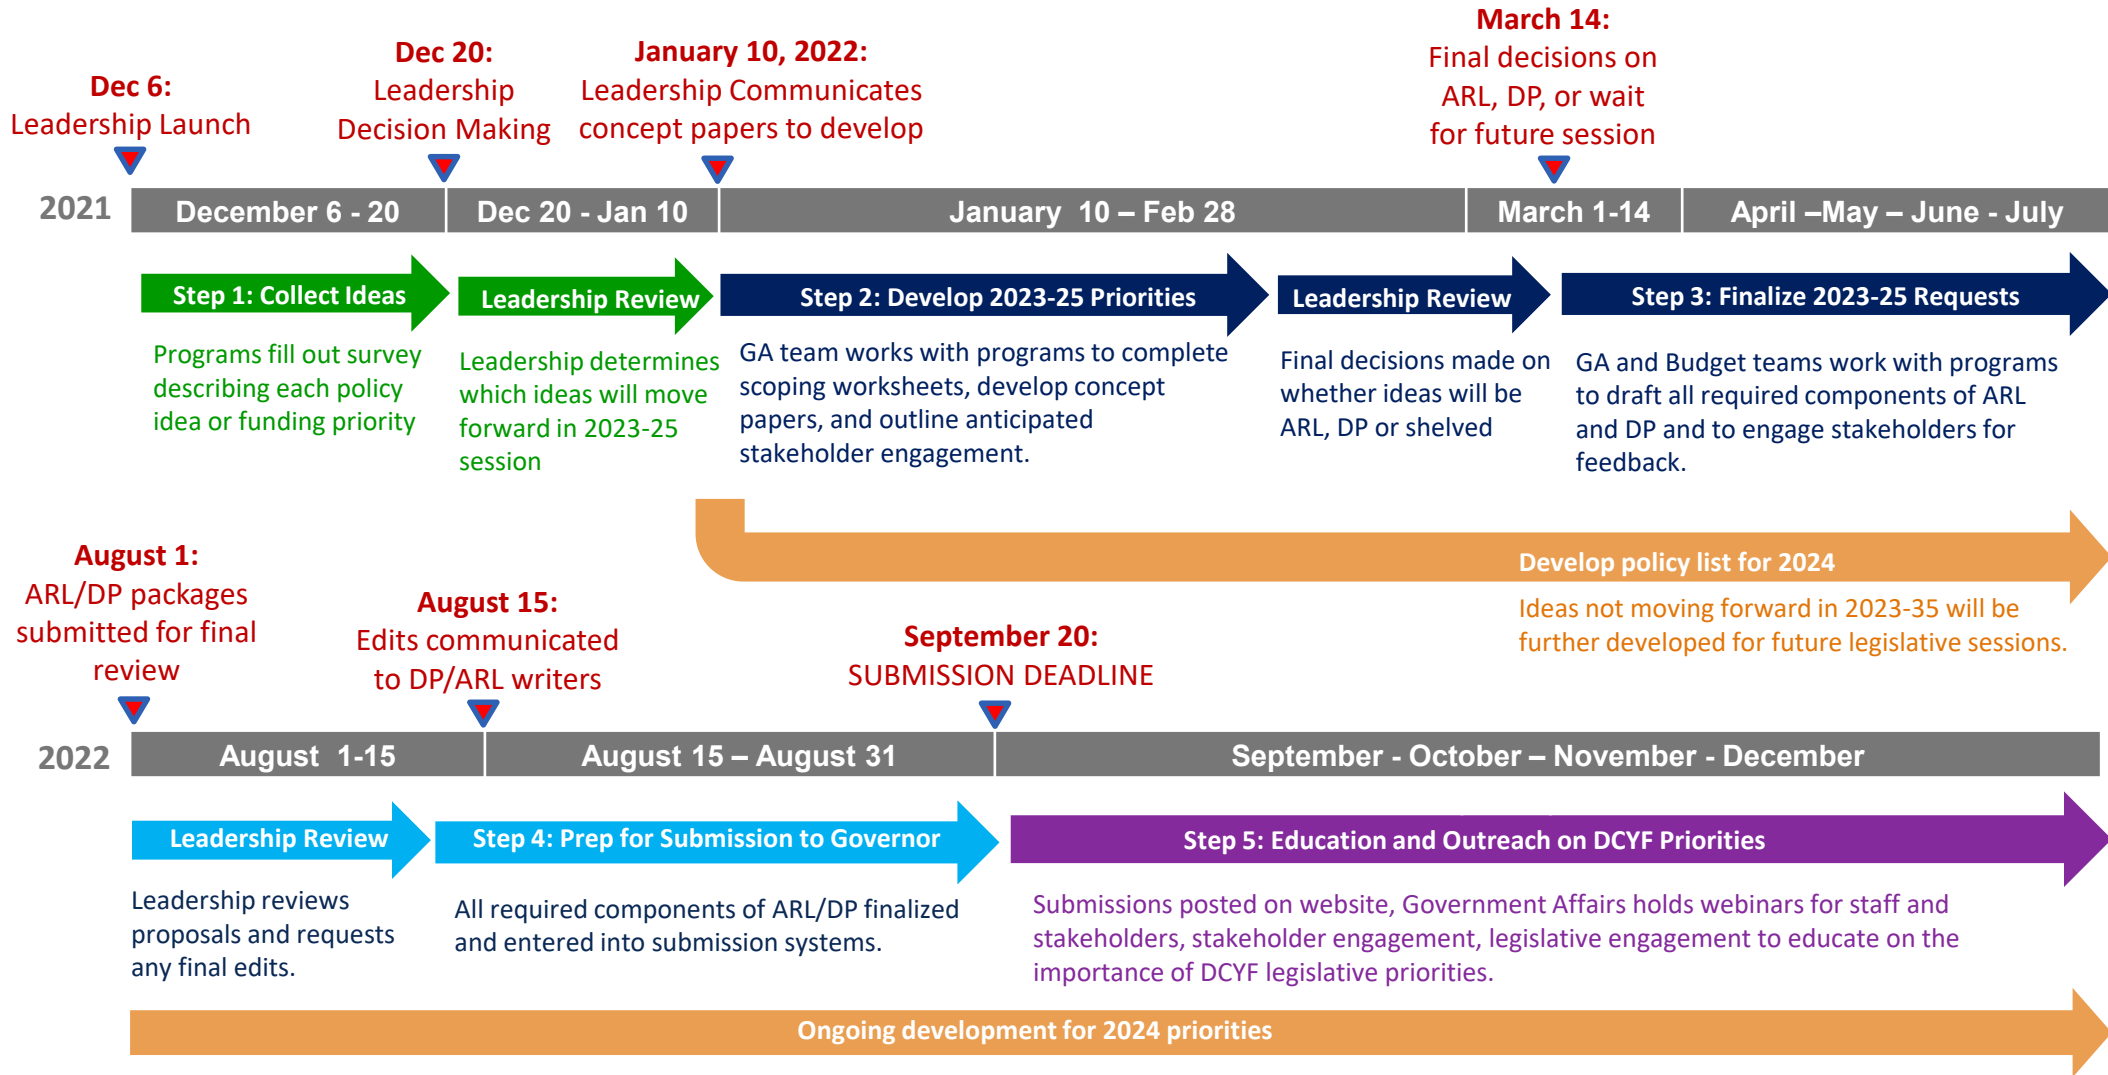 Dec 6:
Leadership Launch
Dec 20:
Leadership
Decision Making
January 10, 2022:
Leadership Communicates
concept papers to develop
March 14:
Final decisions on
ARL, DP, or wait
for future session
2021
December 6 - 20
Dec 20 - Jan 10
January 10 – Feb 28
March 1-14
April –May – June - July
Step 1: Collect Ideas
Leadership Review
Step 2: Develop 2023-25 Priorities
Leadership Review
Step 3: Finalize 2023-25 Requests
Programs fill out survey
describing each policy
idea or funding priority
Leadership determines
which ideas will move
forward in 2023-25
session
GA team works with programs to complete
scoping worksheets, develop concept
papers, and outline anticipated
stakeholder engagement.
Final decisions made on
whether ideas will be
ARL, DP or shelved
GA and Budget teams work with programs
to draft all required components of ARL
and DP and to engage stakeholders for
feedback.
Develop policy list for 2024
Ideas not moving forward in 2023-35 will be
further developed for future legislative sessions.
August 1:
ARL/DP packages
submitted for final
review
August 15:
Edits communicated
to DP/ARL writers
September 20:
SUBMISSION DEADLINE
2022
August 1-15
August 15 – August 31
September - October – November - December
Leadership Review
Step 4: Prep for Submission to Governor
Step 5: Education and Outreach on DCYF Priorities
Leadership reviews
proposals and requests
any final edits.
All required components of ARL/DP finalized
and entered into submission systems.
Submissions posted on website, Government Affairs holds webinars for staff and
stakeholders, stakeholder engagement, legislative engagement to educate on the
importance of DCYF legislative priorities.
Ongoing development for 2024 priorities